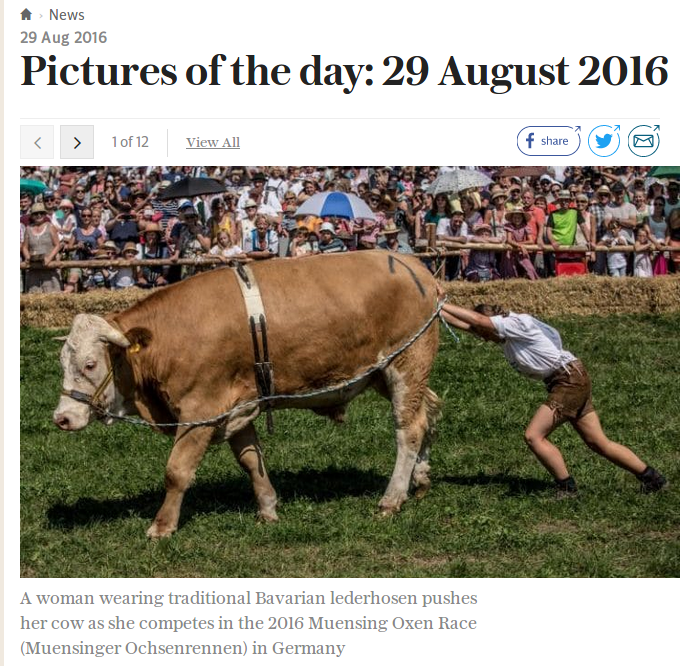 News
29 Aug 2016
Pictures of the day: 29 August 2016
1 of 12 View All
f share
A woman wearing traditional Bavarian lederhosen pushes
her cow as she competes in the 2016 Muensing Oxen Race
(Muensinger Ochsenrennen) in Germany